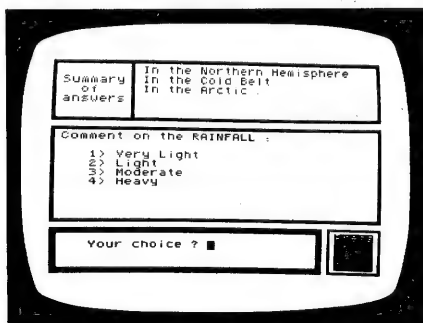 Summary
of
answers
In the Northern Hemisphere
In the Cold Belt
In the Arctic .
Comment on the RAINFALL :
1> Very Light
2> Light
3> Moderate
4> Heavy
Your choice ?